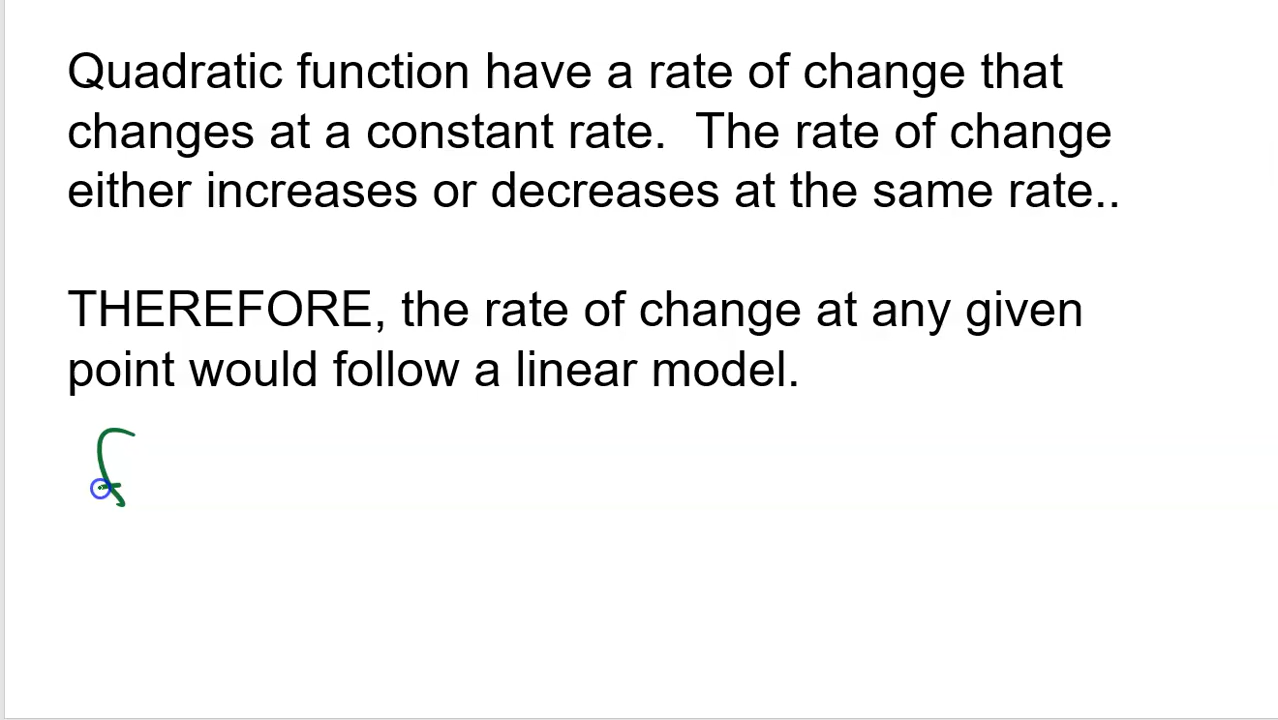 Quadratic function have a rate of change that
changes at a constant rate.  The rate of change
either increases or decreases at the same rate..
THEREFORE, the rate of change at any given
point would follow a linear model.
f